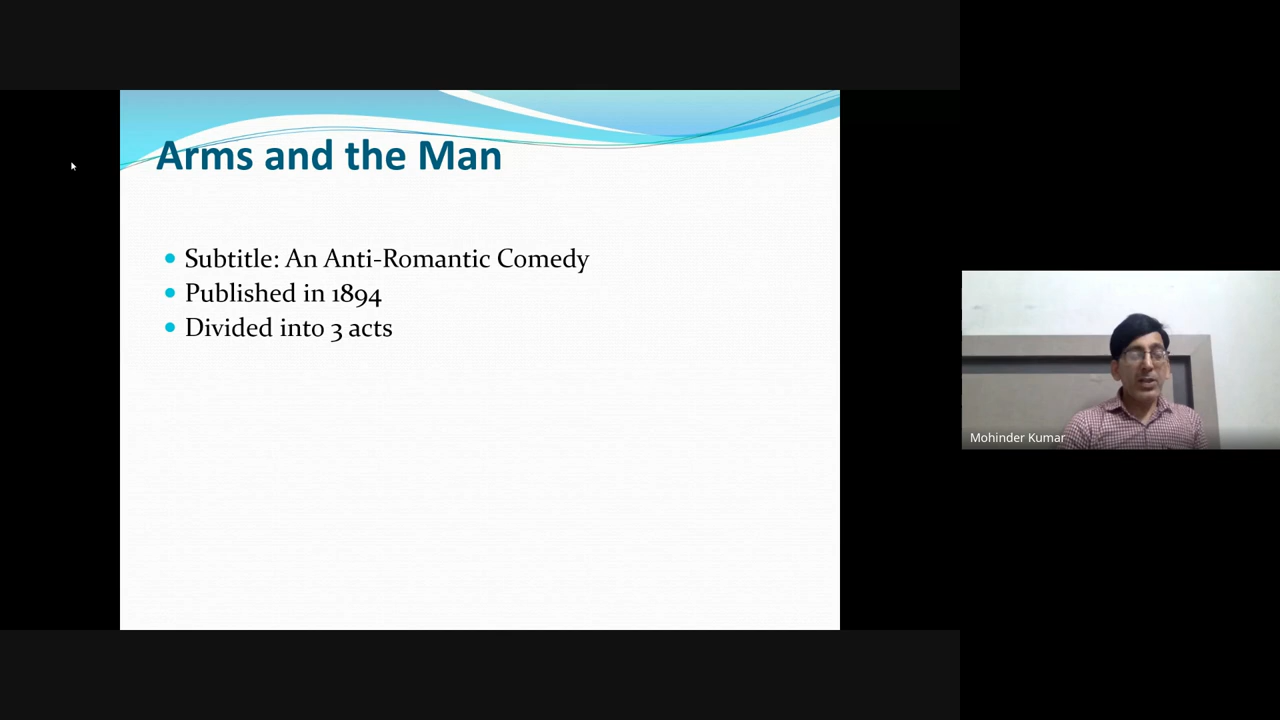 Arms and the Man
Subtitle: An Anti-Romantic Comedy
Published in 1894
Divided into 3 acts
Mohinder Kumar